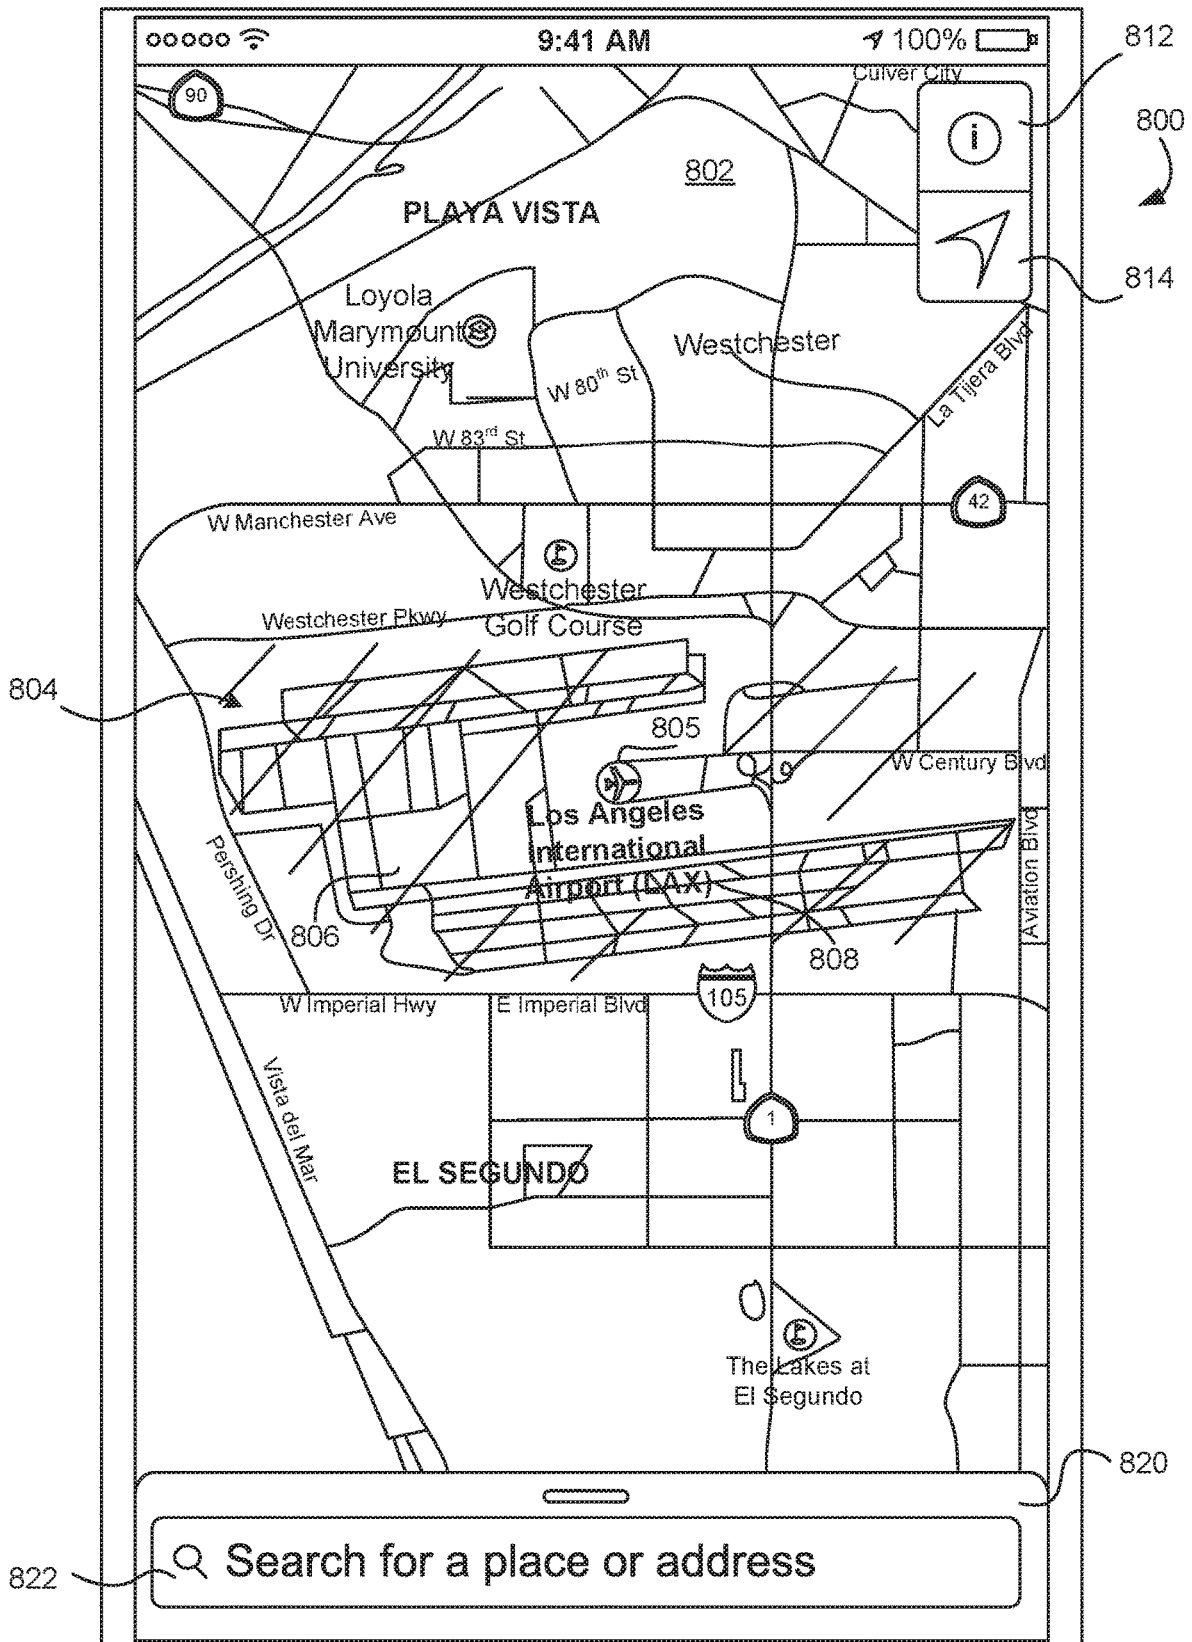 9:41 AM
100%
812
Culver City
90
i
800
802
PLAYA VISTA
814
Loyola
Marymount
University
Westchester
La Tijera Blvd
W 80th St
W 83rd St
42
W Manchester Ave
Westchester
Golf Course
Westchester Pkwy
804
805
W Century Blvd
Los Angeles
International
Airport (LAX)
Pershing Dr
Aviation Blvd
806
808
105
W Imperial Hwy
E Imperial Blvd
Vista del Mar
1
EL SEGUNDO
The Lakes at
El Segundo
820
Search for a place or address
822